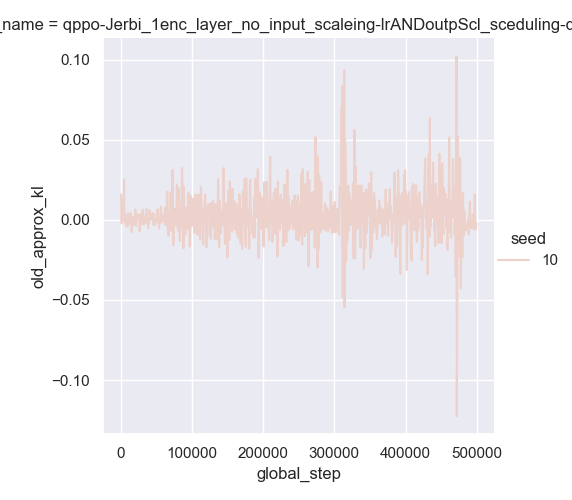 _name = qppo-Jerbi_1enc_layer_no_input_scaleing-lrANDoutpScl_sceduling-
0.10
0.05
0.00
−0.05
−0.10
old_approx_kl
0 100000 200000 300000 400000 500000
global_step
seed
10